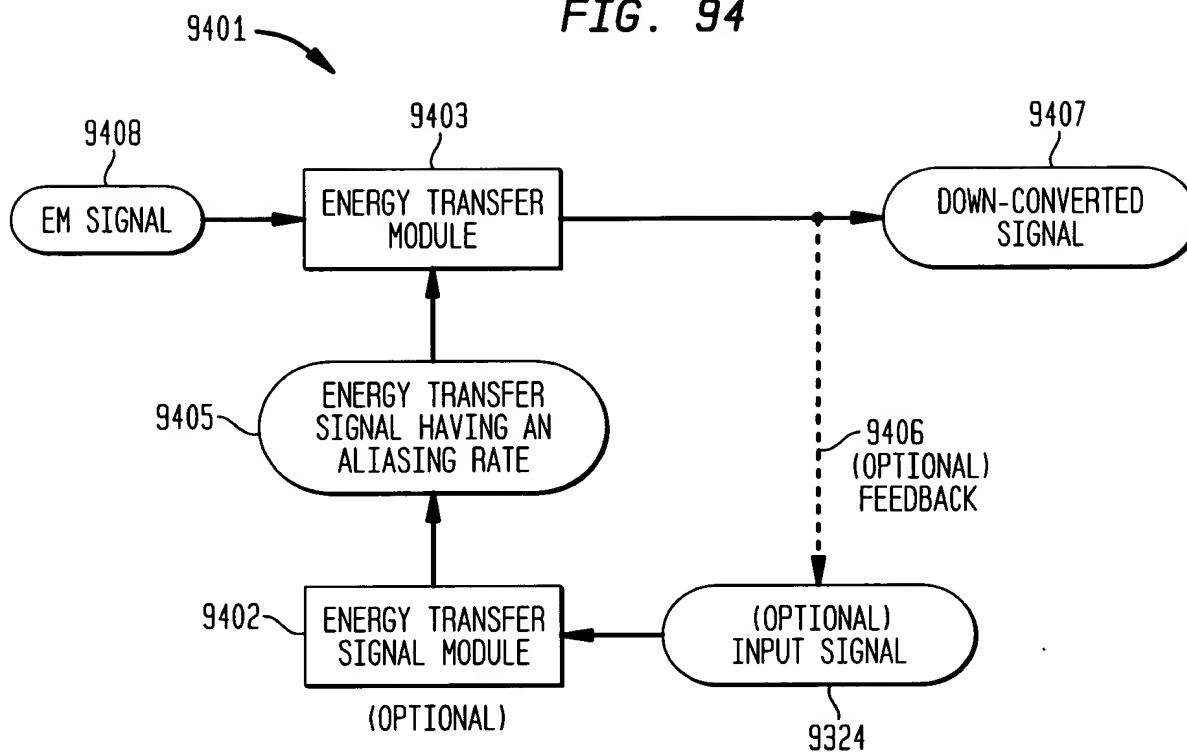 FIG. 94
9401
9408
9403
9407
EM SIGNAL
ENERGY TRANSFER
MODULE
DOWN-CONVERTED
SIGNAL
9405
ENERGY TRANSFER
SIGNAL HAVING AN
ALIASING RATE
9406
(OPTIONAL)
FEEDBACK
9402
ENERGY TRANSFER
SIGNAL MODULE
(OPTIONAL)
(OPTIONAL)
INPUT SIGNAL
9324